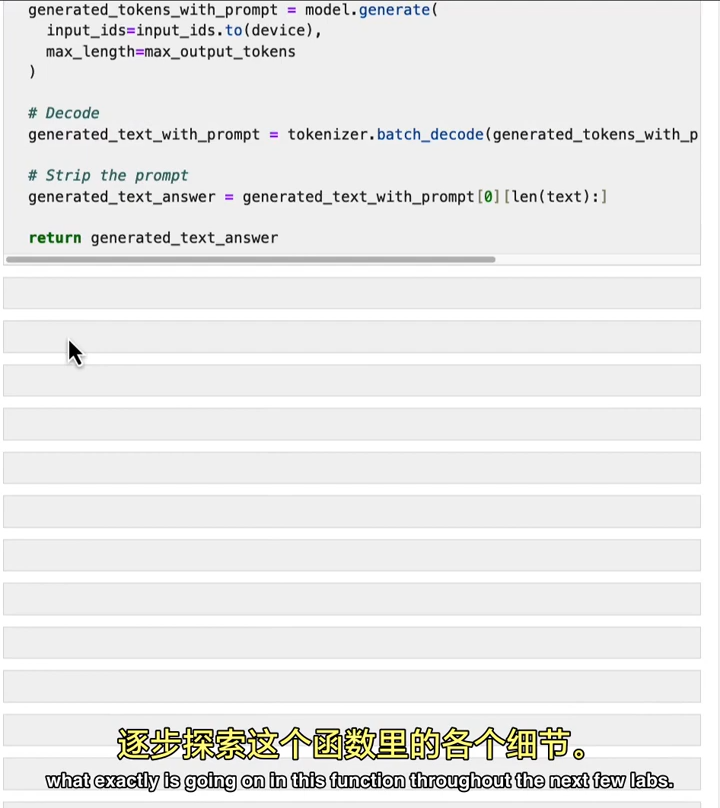 generated_tokens_with_prompt = model.generate(
input_ids=input_ids.to(device),
max_length=max_output_tokens
)
# Decode
generated_text_with_prompt = tokenizer.batch_decode(generated_tokens_with_p
# Strip the prompt
generated_text_answer = generated_text_with_prompt[0][len(text):]
return generated_text_answer
逐步探索这个函数里的各个细节。
what exactly is going on in this function throughout the next few labs.